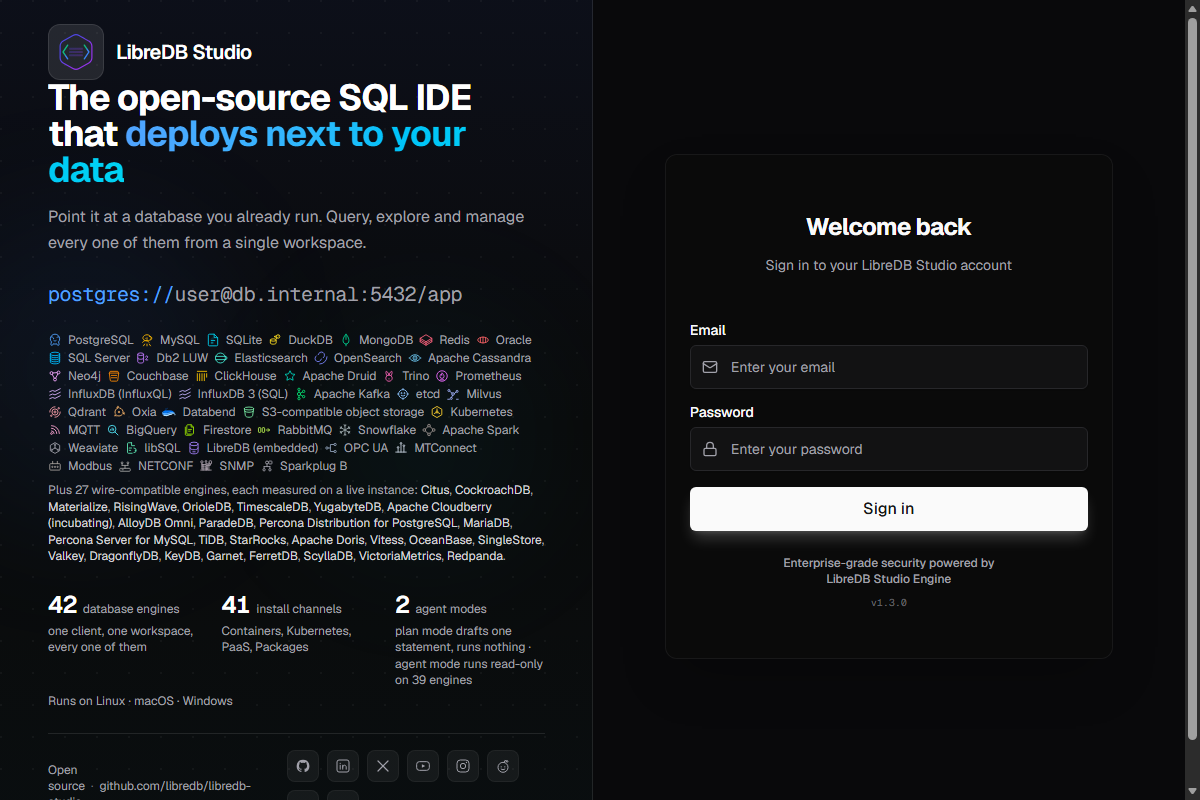 LibreDB Studio
The open-source SQL IDE
that deploys next to your
data
Point it at a database you already run. Query, explore and manage
every one of them from a single workspace.
postgres://user@db.internal:5432/app
PostgreSQL MySQL SQLite DuckDB MongoDB Redis Oracle
SQL Server Db2 LUW Elasticsearch OpenSearch Apache Cassandra
Neo4j Couchbase ClickHouse Apache Druid Trino Prometheus
InfluxDB (InfluxQL) InfluxDB 3 (SQL) Apache Kafka etcd Milvus
Qdrant Oxia Databend S3-compatible object storage Kubernetes
MQTT BigQuery Firestore RabbitMQ Snowflake Apache Spark
Weaviate libSQL LibreDB (embedded) OPC UA MTConnect
Modbus NETCONF SNMP Sparkplug B
Plus 27 wire-compatible engines, each measured on a live instance: Citus, CockroachDB,
Materialize, RisingWave, OrioleDB, TimescaleDB, YugabyteDB, Apache Cloudberry
(incubating), AlloyDB Omni, ParadeDB, Percona Distribution for PostgreSQL, MariaDB,
Percona Server for MySQL, TiDB, StarRocks, Apache Doris, Vitess, OceanBase, SingleStore,
Valkey, DragonflyDB, KeyDB, Garnet, FerretDB, ScyllaDB, VictoriaMetrics, Redpanda.
42 database engines
one client, one workspace,
every one of them
41 install channels
Containers, Kubernetes,
PaaS, Packages
2 agent modes
plan mode drafts one
statement, runs nothing ·
agent mode runs read-only
on 39 engines
Runs on Linux · macOS · Windows
Open
source · github.com/libredb/libredb-
studio
Welcome back
Sign in to your LibreDB Studio account
Email
Enter your email
Password
Enter your password
Sign in
Enterprise-grade security powered by
LibreDB Studio Engine
v1.3.0